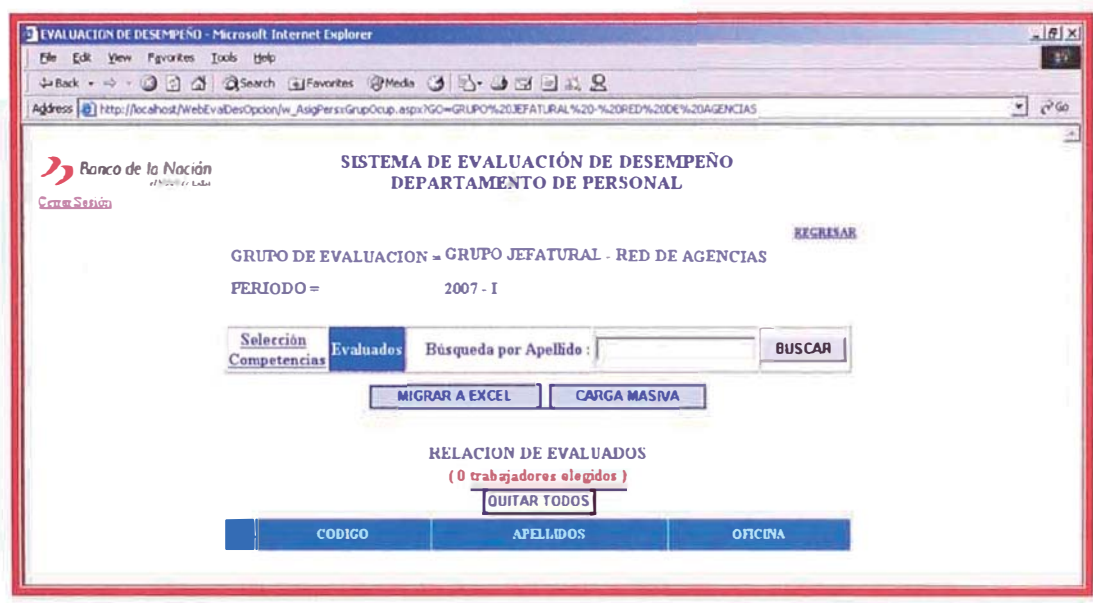 EVALUACION DE DESEMPEÑO - Microsoft Internet Explorer
File Edit View Favorites Tools Help
Back Search Favorites Media
Address http://localhost/WebEvalDesOpcion/w_AsigPersxGrupOcup.aspx?GO=GRUPO%20JEFATURAL%20-%20RED%20DE%20AGENCIAS Go
Banco de la Nación
SISTEMA DE EVALUACIÓN DE DESEMPEÑO
DEPARTAMENTO DE PERSONAL
Cerrar Sesión
REGRESAR
GRUPO DE EVALUACION = GRUPO JEFATURAL - RED DE AGENCIAS
PERIODO = 2007 - I
Selección Competencias Evaluados Búsqueda por Apellido : BUSCAR
MIGRAR A EXCEL CARGA MASIVA
RELACION DE EVALUADOS
( 0 trabajadores elegidos )
QUITAR TODOS
CODIGO APELLIDOS OFICINA